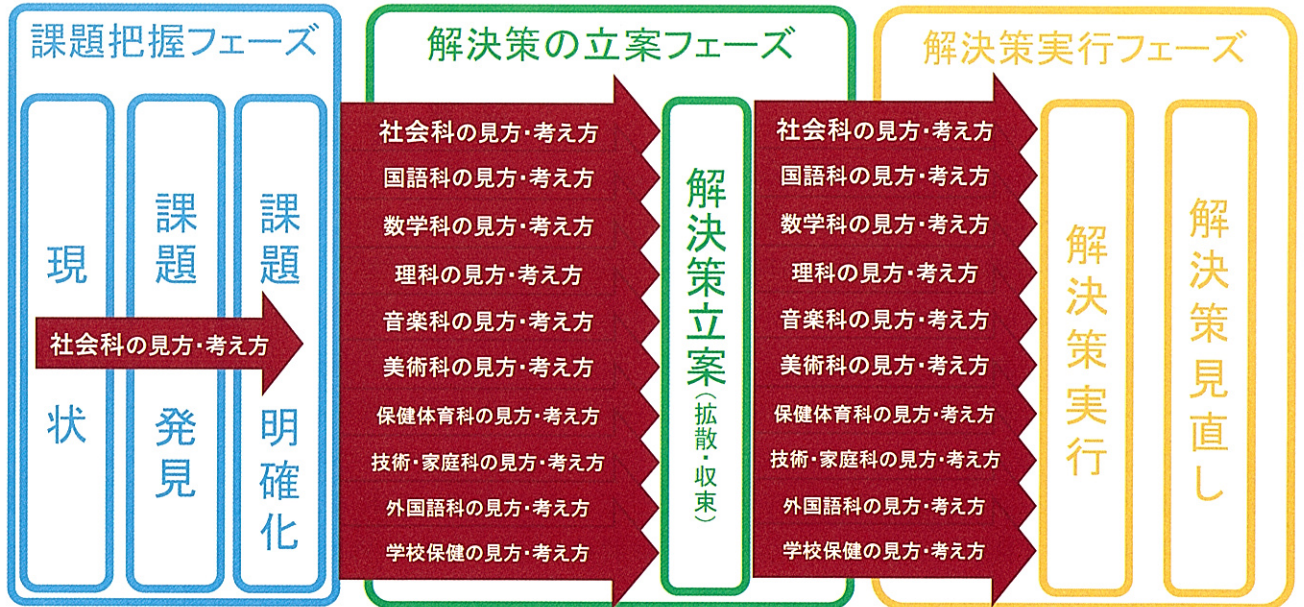 課題把握フェーズ
現状
課題発見
課題明確化
社会科の見方・考え方
解決策の立案フェーズ
社会科の見方・考え方
国語科の見方・考え方
数学科の見方・考え方
理科の見方・考え方
音楽科の見方・考え方
美術科の見方・考え方
保健体育科の見方・考え方
技術・家庭科の見方・考え方
外国語科の見方・考え方
学校保健の見方・考え方
解決策立案(拡散・収束)
解決策実行フェーズ
社会科の見方・考え方
国語科の見方・考え方
数学科の見方・考え方
理科の見方・考え方
音楽科の見方・考え方
美術科の見方・考え方
保健体育科の見方・考え方
技術・家庭科の見方・考え方
外国語科の見方・考え方
学校保健の見方・考え方
解決策実行
解決策見直し